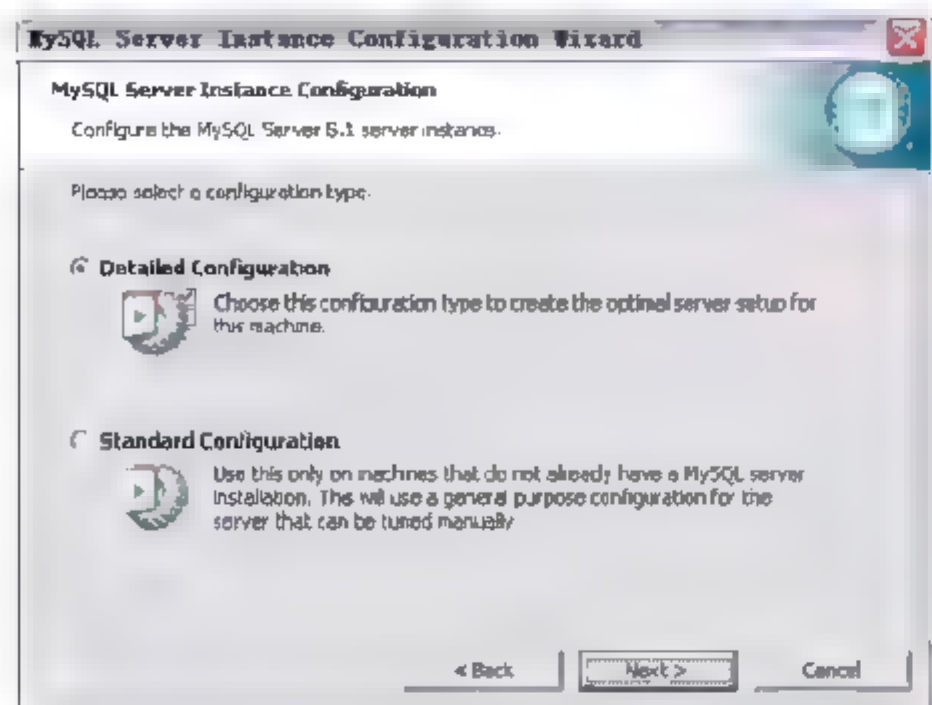 MySQL Server Instance Configuration Wizard
MySQL Server Instance Configuration
Configure the MySQL Server 5.1 server instance.
Please select a configuration type.
Detailed Configuration
Choose this configuration type to create the optimal server setup for
this machine.
Standard Configuration
Use this only on machines that do not already have a MySQL server
installation. This will use a general purpose configuration for the
server that can be tuned manually
< Back
Next >
Cancel